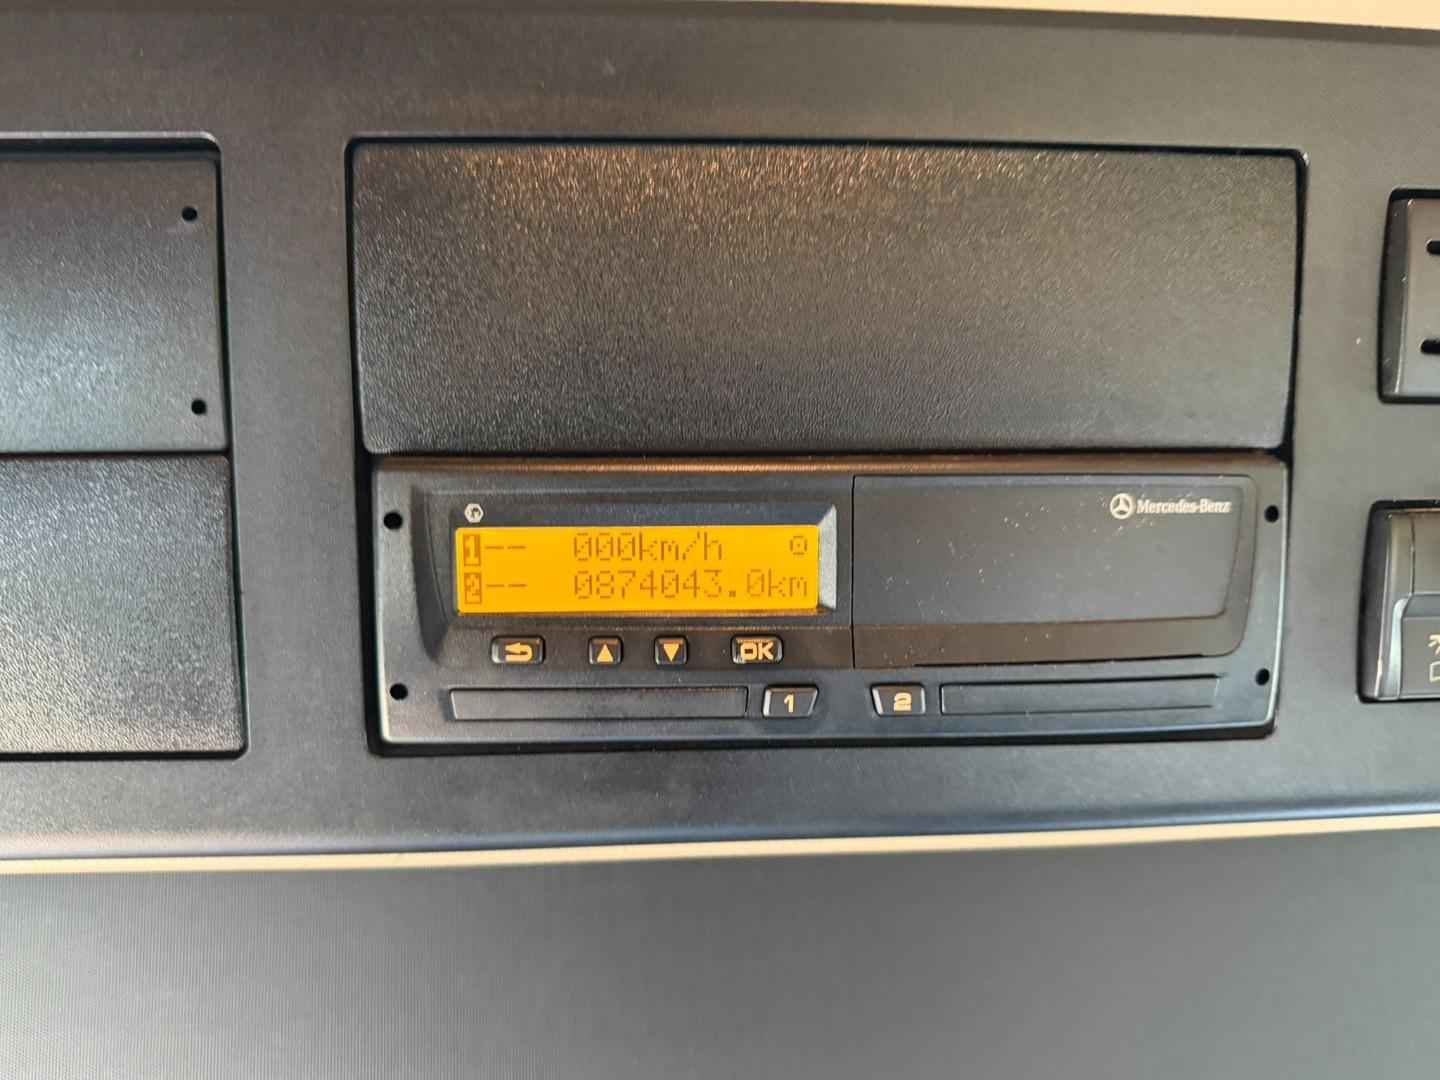 Mercedes-Benz
1 -- 000km/h
2 -- 0874043.0km
OK
1
2